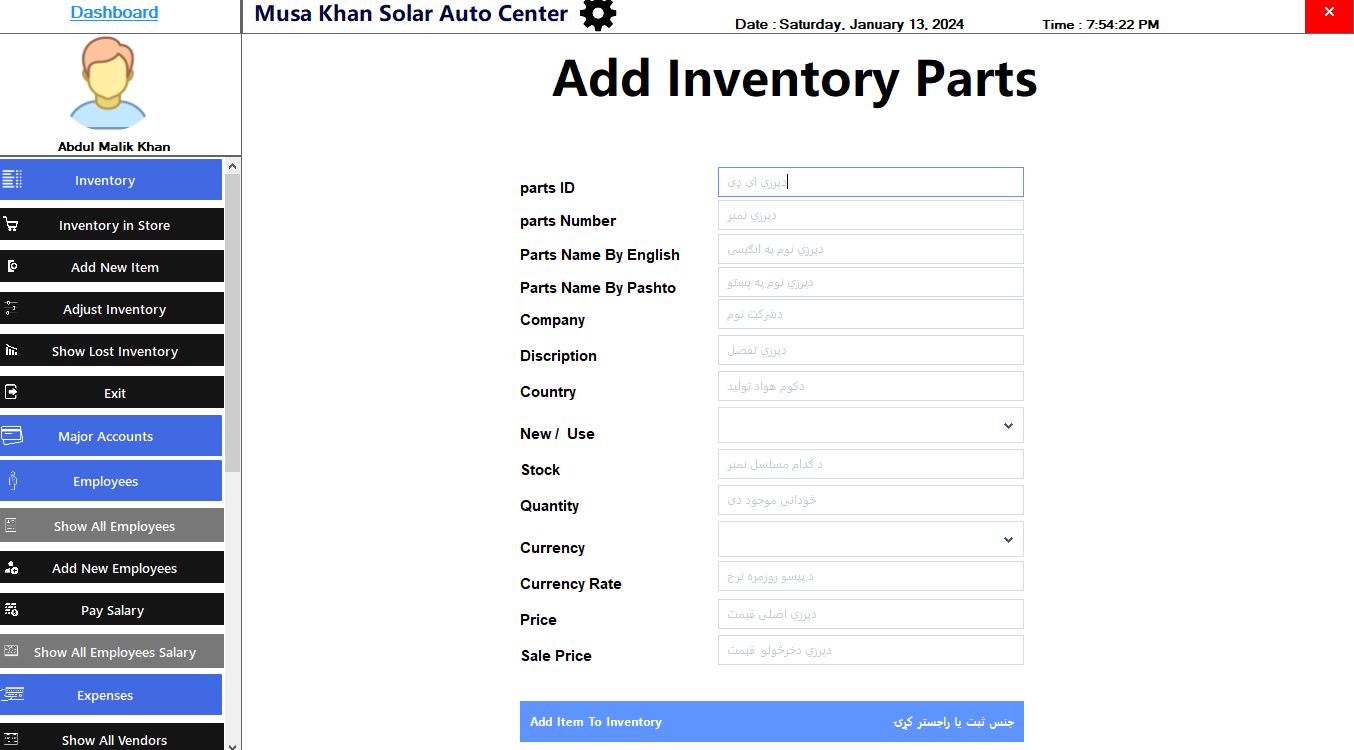 Dashboard
Musa Khan Solar Auto Center
Date : Saturday, January 13, 2024
Time : 7:54:22 PM
Abdul Malik Khan
Inventory
Inventory in Store
Add New Item
Adjust Inventory
Show Lost Inventory
Exit
Major Accounts
Employees
Show All Employees
Add New Employees
Pay Salary
Show All Employees Salary
Expenses
Show All Vendors
Add Inventory Parts
parts ID دپرزي ای ډی
parts Number دپرزي نمبر
Parts Name By English دپرزي نوم په انګټیسی
Parts Name By Pashto دپرزي نوم په پښتو
Company دشرکت نوم
Discription دپرزي تفصل
Country دکوم هواد تولید
New / Use
Stock د ګدام مسلسل نمبر
Quantity څودانی موجود دی
Currency
Currency Rate د پیسو روزمره نرخ
Price دپرزي اصلی قیمت
Sale Price دپرزي دخرڅولو قیمت
Add Item To Inventory جنس ثبت یا راجستر کړی